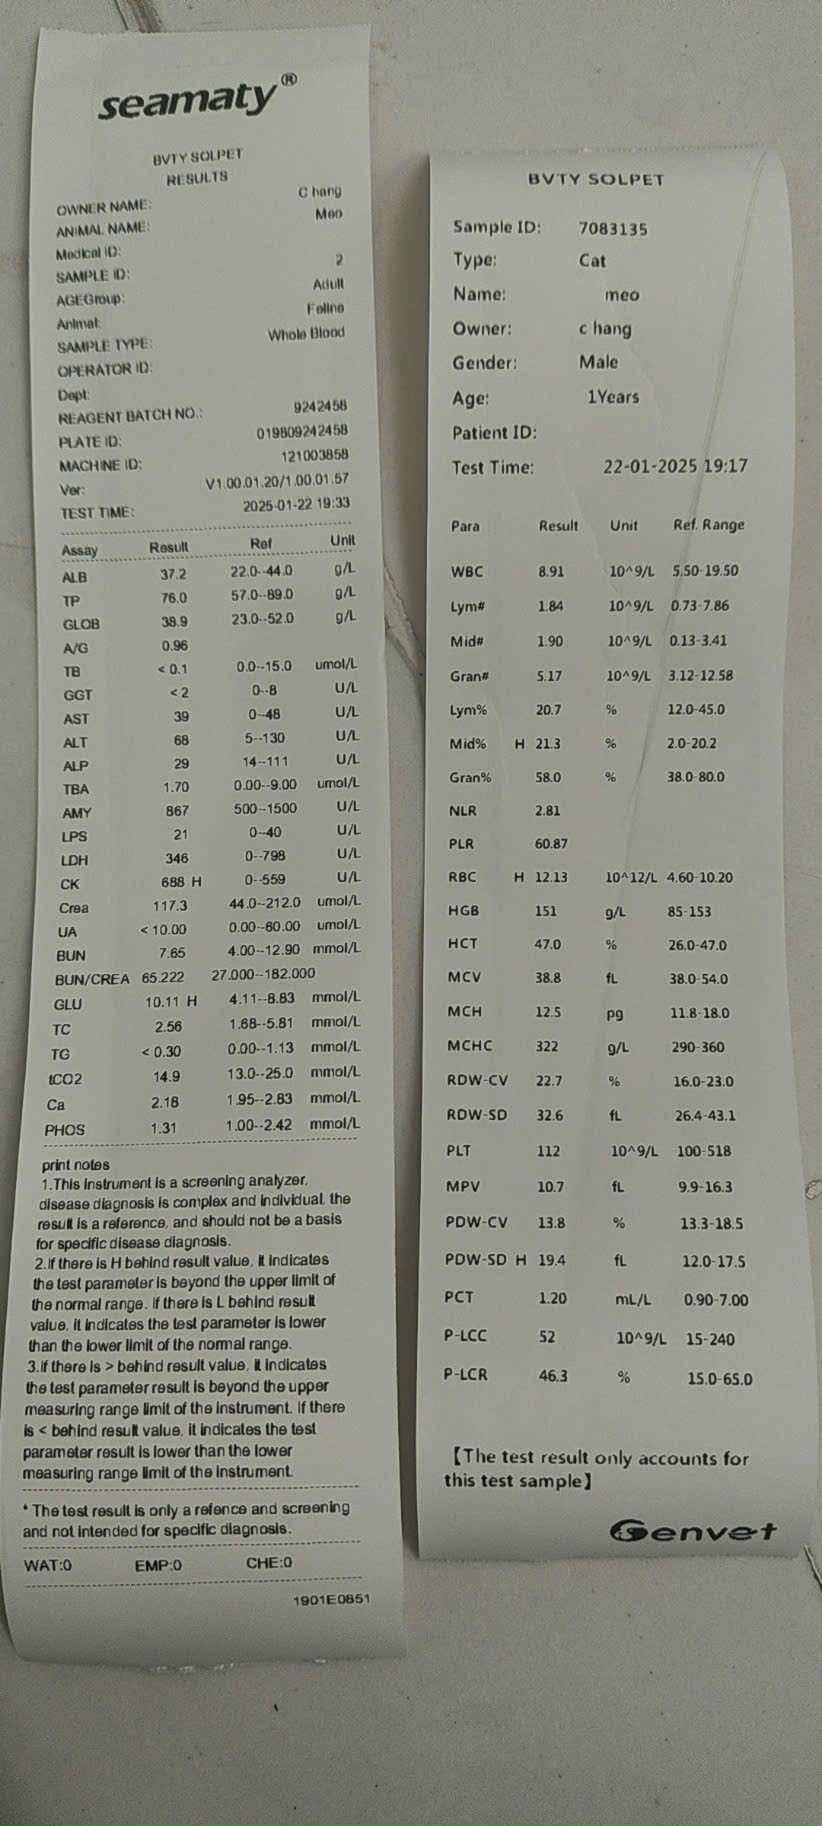 seamaty®
BVTY SOLPET
RESULTS
OWNER NAME: C hang
ANIMAL NAME: Meo
Medical ID:
SAMPLE ID: 2
AGEGroup: Adult
Animal: Feline
SAMPLE TYPE: Whole Blood
OPERATOR ID:
Dept:
REAGENT BATCH NO.: 9242458
PLATE ID: 019809242458
MACHINE ID: 121003858
Ver: V1.00.01.20/1.00.01.57
TEST TIME: 2025-01-22 19:33
Assay Result Ref Unit
ALB 37.2 22.0--44.0 g/L
TP 76.0 57.0--89.0 g/L
GLOB 38.9 23.0--52.0 g/L
A/G 0.96
TB < 0.1 0.0--15.0 umol/L
GGT < 2 0--8 U/L
AST 39 0--48 U/L
ALT 68 5--130 U/L
ALP 29 14--111 U/L
TBA 1.70 0.00--9.00 umol/L
AMY 867 500--1500 U/L
LPS 21 0--40 U/L
LDH 346 0--798 U/L
CK 688 H 0--559 U/L
Crea 117.3 44.0--212.0 umol/L
UA < 10.00 0.00--60.00 umol/L
BUN 7.65 4.00--12.90 mmol/L
BUN/CREA 65.222 27.000--182.000
GLU 10.11 H 4.11--8.83 mmol/L
TC 2.56 1.68--5.81 mmol/L
TG < 0.30 0.00--1.13 mmol/L
tCO2 14.9 13.0--25.0 mmol/L
Ca 2.18 1.95--2.83 mmol/L
PHOS 1.31 1.00--2.42 mmol/L
print notes
1.This instrument is a screening analyzer,
disease diagnosis is complex and individual, the
result is a reference, and should not be a basis
for specific disease diagnosis.
2.If there is H behind result value, it indicates
the test parameter is beyond the upper limit of
the normal range. If there is L behind result
value, it indicates the test parameter is lower
than the lower limit of the normal range.
3.If there is > behind result value, it indicates
the test parameter result is beyond the upper
measuring range limit of the instrument. If there
is < behind result value, it indicates the test
parameter result is lower than the lower
measuring range limit of the instrument.
* The test result is only a refence and screening
and not intended for specific diagnosis.
WAT:0 EMP:0 CHE:0
1901E0851
BVTY SOLPET
Sample ID: 7083135
Type: Cat
Name: meo
Owner: c hang
Gender: Male
Age: 1Years
Patient ID:
Test Time: 22-01-2025 19:17
Para Result Unit Ref. Range
WBC 8.91 10^9/L 5.50-19.50
Lym# 1.84 10^9/L 0.73-7.86
Mid# 1.90 10^9/L 0.13-3.41
Gran# 5.17 10^9/L 3.12-12.58
Lym% 20.7 % 12.0-45.0
Mid% H 21.3 % 2.0-20.2
Gran% 58.0 % 38.0-80.0
NLR 2.81
PLR 60.87
RBC H 12.13 10^12/L 4.60-10.20
HGB 151 g/L 85-153
HCT 47.0 % 26.0-47.0
MCV 38.8 fL 38.0-54.0
MCH 12.5 pg 11.8-18.0
MCHC 322 g/L 290-360
RDW-CV 22.7 % 16.0-23.0
RDW-SD 32.6 fL 26.4-43.1
PLT 112 10^9/L 100-518
MPV 10.7 fL 9.9-16.3
PDW-CV 13.8 % 13.3-18.5
PDW-SD H 19.4 fL 12.0-17.5
PCT 1.20 mL/L 0.90-7.00
P-LCC 52 10^9/L 15-240
P-LCR 46.3 % 15.0-65.0
【The test result only accounts for
this test sample】
Genvet